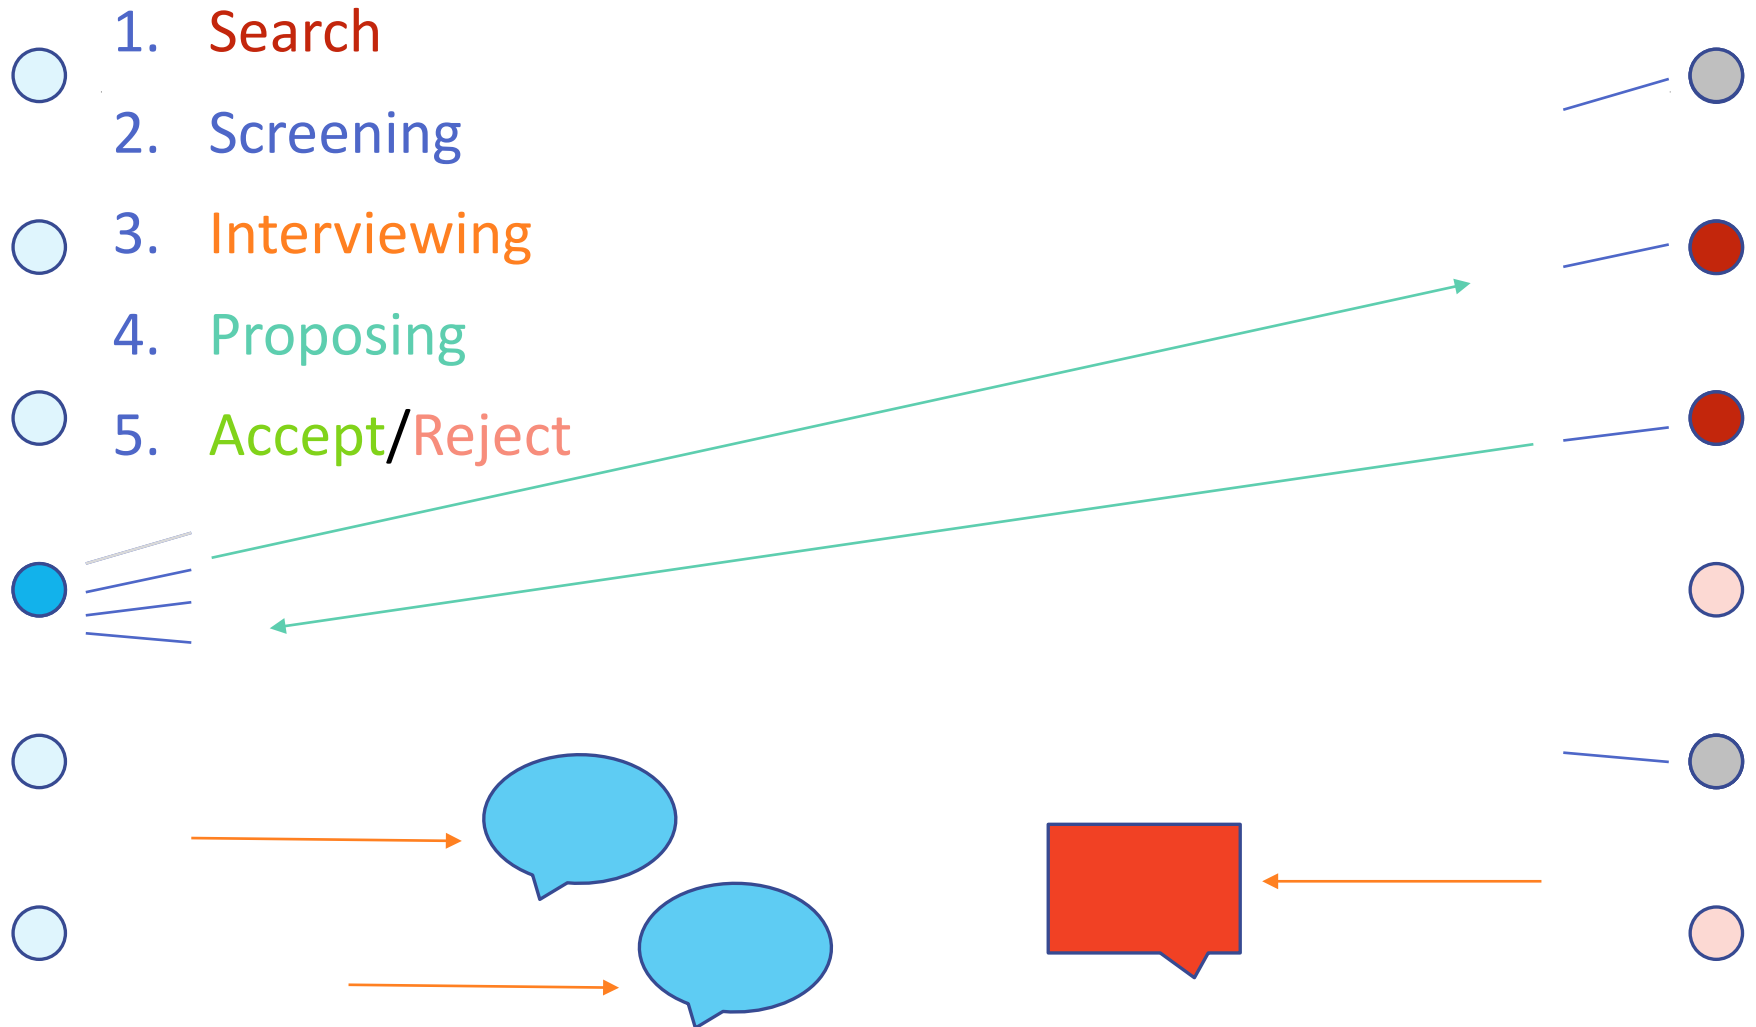 1. Search
2. Screening
3. Interviewing
4. Proposing
5. Accept/Reject